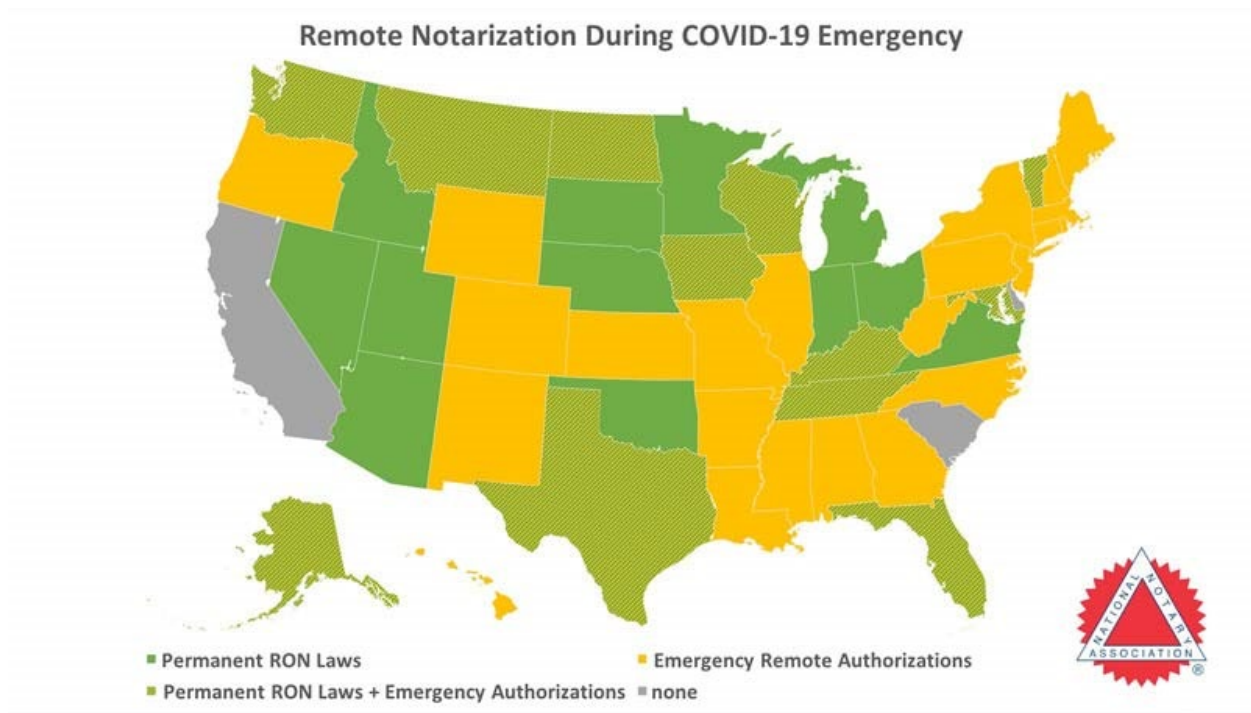 Remote Notarization During COVID-19 Emergency
NATIONAL NOTARY ASSOCIATION
®
Permanent RON Laws
Emergency Remote Authorizations
Permanent RON Laws + Emergency Authorizations
none